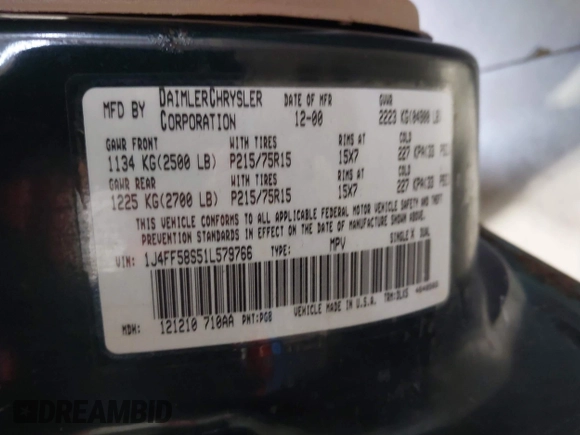 MFD BY DAIMLERCHRYSLER CORPORATION DATE OF MFR 12-00 GVWR 2223 KG(04900 LB)
GAWR FRONT WITH TIRES RIMS AT COLD
1134 KG(2500 LB) P215/75R15 15X7 227 KPA(33 PSI)
GAWR REAR WITH TIRES RIMS AT COLD
1225 KG(2700 LB) P215/75R15 15X7 227 KPA(33 PSI)
THIS VEHICLE CONFORMS TO ALL APPLICABLE FEDERAL MOTOR VEHICLE SAFETY AND THEFT
PREVENTION STANDARDS IN EFFECT ON THE DATE OF MANUFACTURE SHOWN ABOVE
VIN: 1J4FF58S51L579766 TYPE: MPV SINGLE X DUAL
VEHICLE MADE IN U.S.A. TRM:DLX5
MDH: 121210 710AA PNT:PG8
DREAMBID